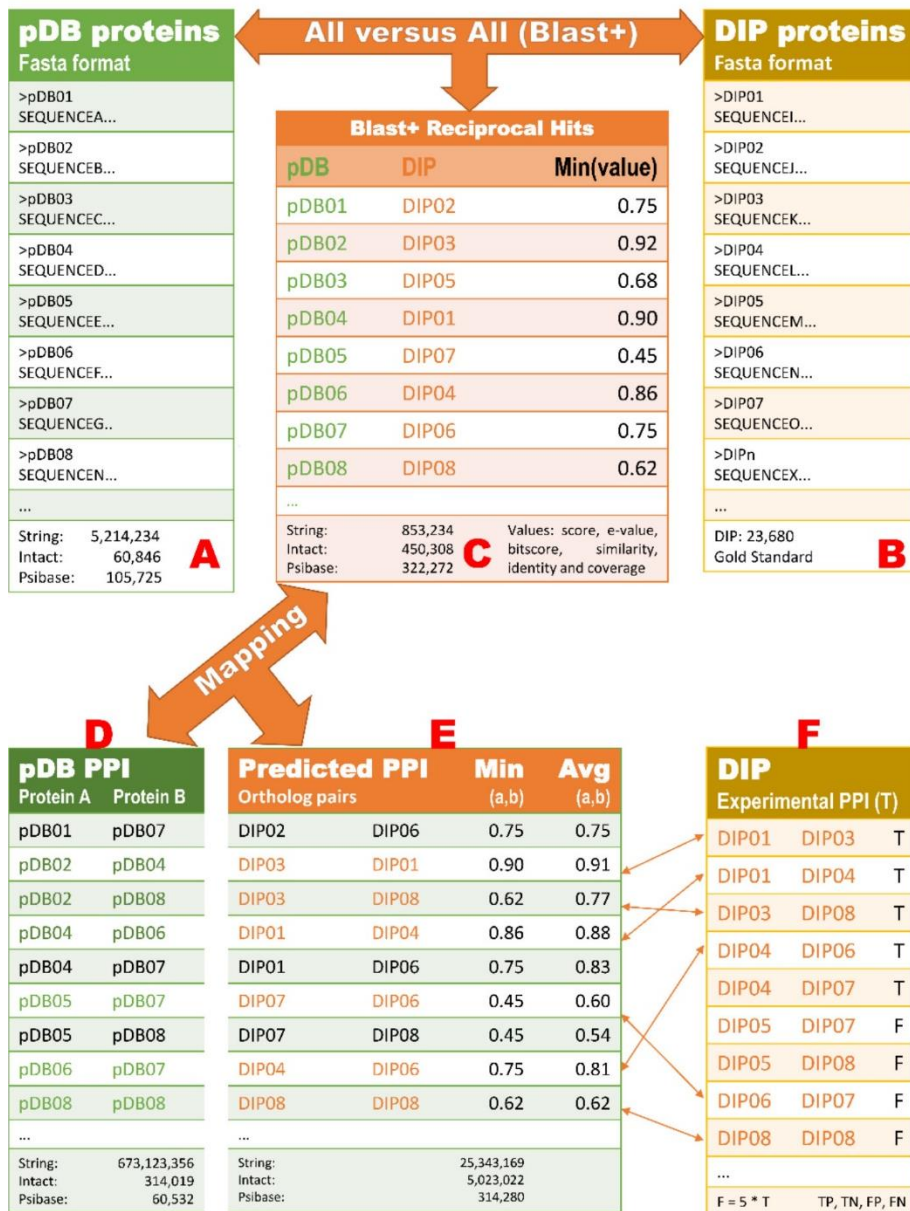 pDB proteins
Fasta format
>pDB01
SEQUENCEA...
>pDB02
SEQUENCEB...
>pDB03
SEQUENCEC...
>pDB04
SEQUENCED...
>pDB05
SEQUENCEE...
>pDB06
SEQUENCEF...
>pDB07
SEQUENCEG..
>pDB08
SEQUENCEN...
...
String: 5,214,234
Intact: 60,846
Psibase: 105,725
A
All versus All (Blast+)
Blast+ Reciprocal Hits
pDB DIP Min(value)
pDB01 DIP02 0.75
pDB02 DIP03 0.92
pDB03 DIP05 0.68
pDB04 DIP01 0.90
pDB05 DIP07 0.45
pDB06 DIP04 0.86
pDB07 DIP06 0.75
pDB08 DIP08 0.62
...
String: 853,234
Intact: 450,308
Psibase: 322,272
C
Values: score, e-value,
bitscore, similarity,
identity and coverage
DIP proteins
Fasta format
>DIP01
SEQUENCEI...
>DIP02
SEQUENCEJ...
>DIP03
SEQUENCEK...
>DIP04
SEQUENCEL...
>DIP05
SEQUENCEM...
>DIP06
SEQUENCEN...
>DIP07
SEQUENCEO...
>DIPn
SEQUENCEX...
...
DIP: 23,680
Gold Standard
B
Mapping
D
pDB PPI
Protein A Protein B
pDB01 pDB07
pDB02 pDB04
pDB02 pDB08
pDB04 pDB06
pDB04 pDB07
pDB05 pDB07
pDB05 pDB08
pDB06 pDB07
pDB08 pDB08
...
String: 673,123,356
Intact: 314,019
Psibase: 60,532
E
Predicted PPI Min Avg
Ortholog pairs (a,b) (a,b)
DIP02 DIP06 0.75 0.75
DIP03 DIP01 0.90 0.91
DIP03 DIP08 0.62 0.77
DIP01 DIP04 0.86 0.88
DIP01 DIP06 0.75 0.83
DIP07 DIP06 0.45 0.60
DIP07 DIP08 0.45 0.54
DIP04 DIP06 0.75 0.81
DIP08 DIP08 0.62 0.62
...
String: 25,343,169
Intact: 5,023,022
Psibase: 314,280
F
DIP
Experimental PPI (T)
DIP01 DIP03 T
DIP01 DIP04 T
DIP03 DIP08 T
DIP04 DIP06 T
DIP04 DIP07 T
DIP05 DIP07 F
DIP05 DIP08 F
DIP06 DIP07 F
DIP08 DIP08 F
...
F = 5 * T TP, TN, FP, FN